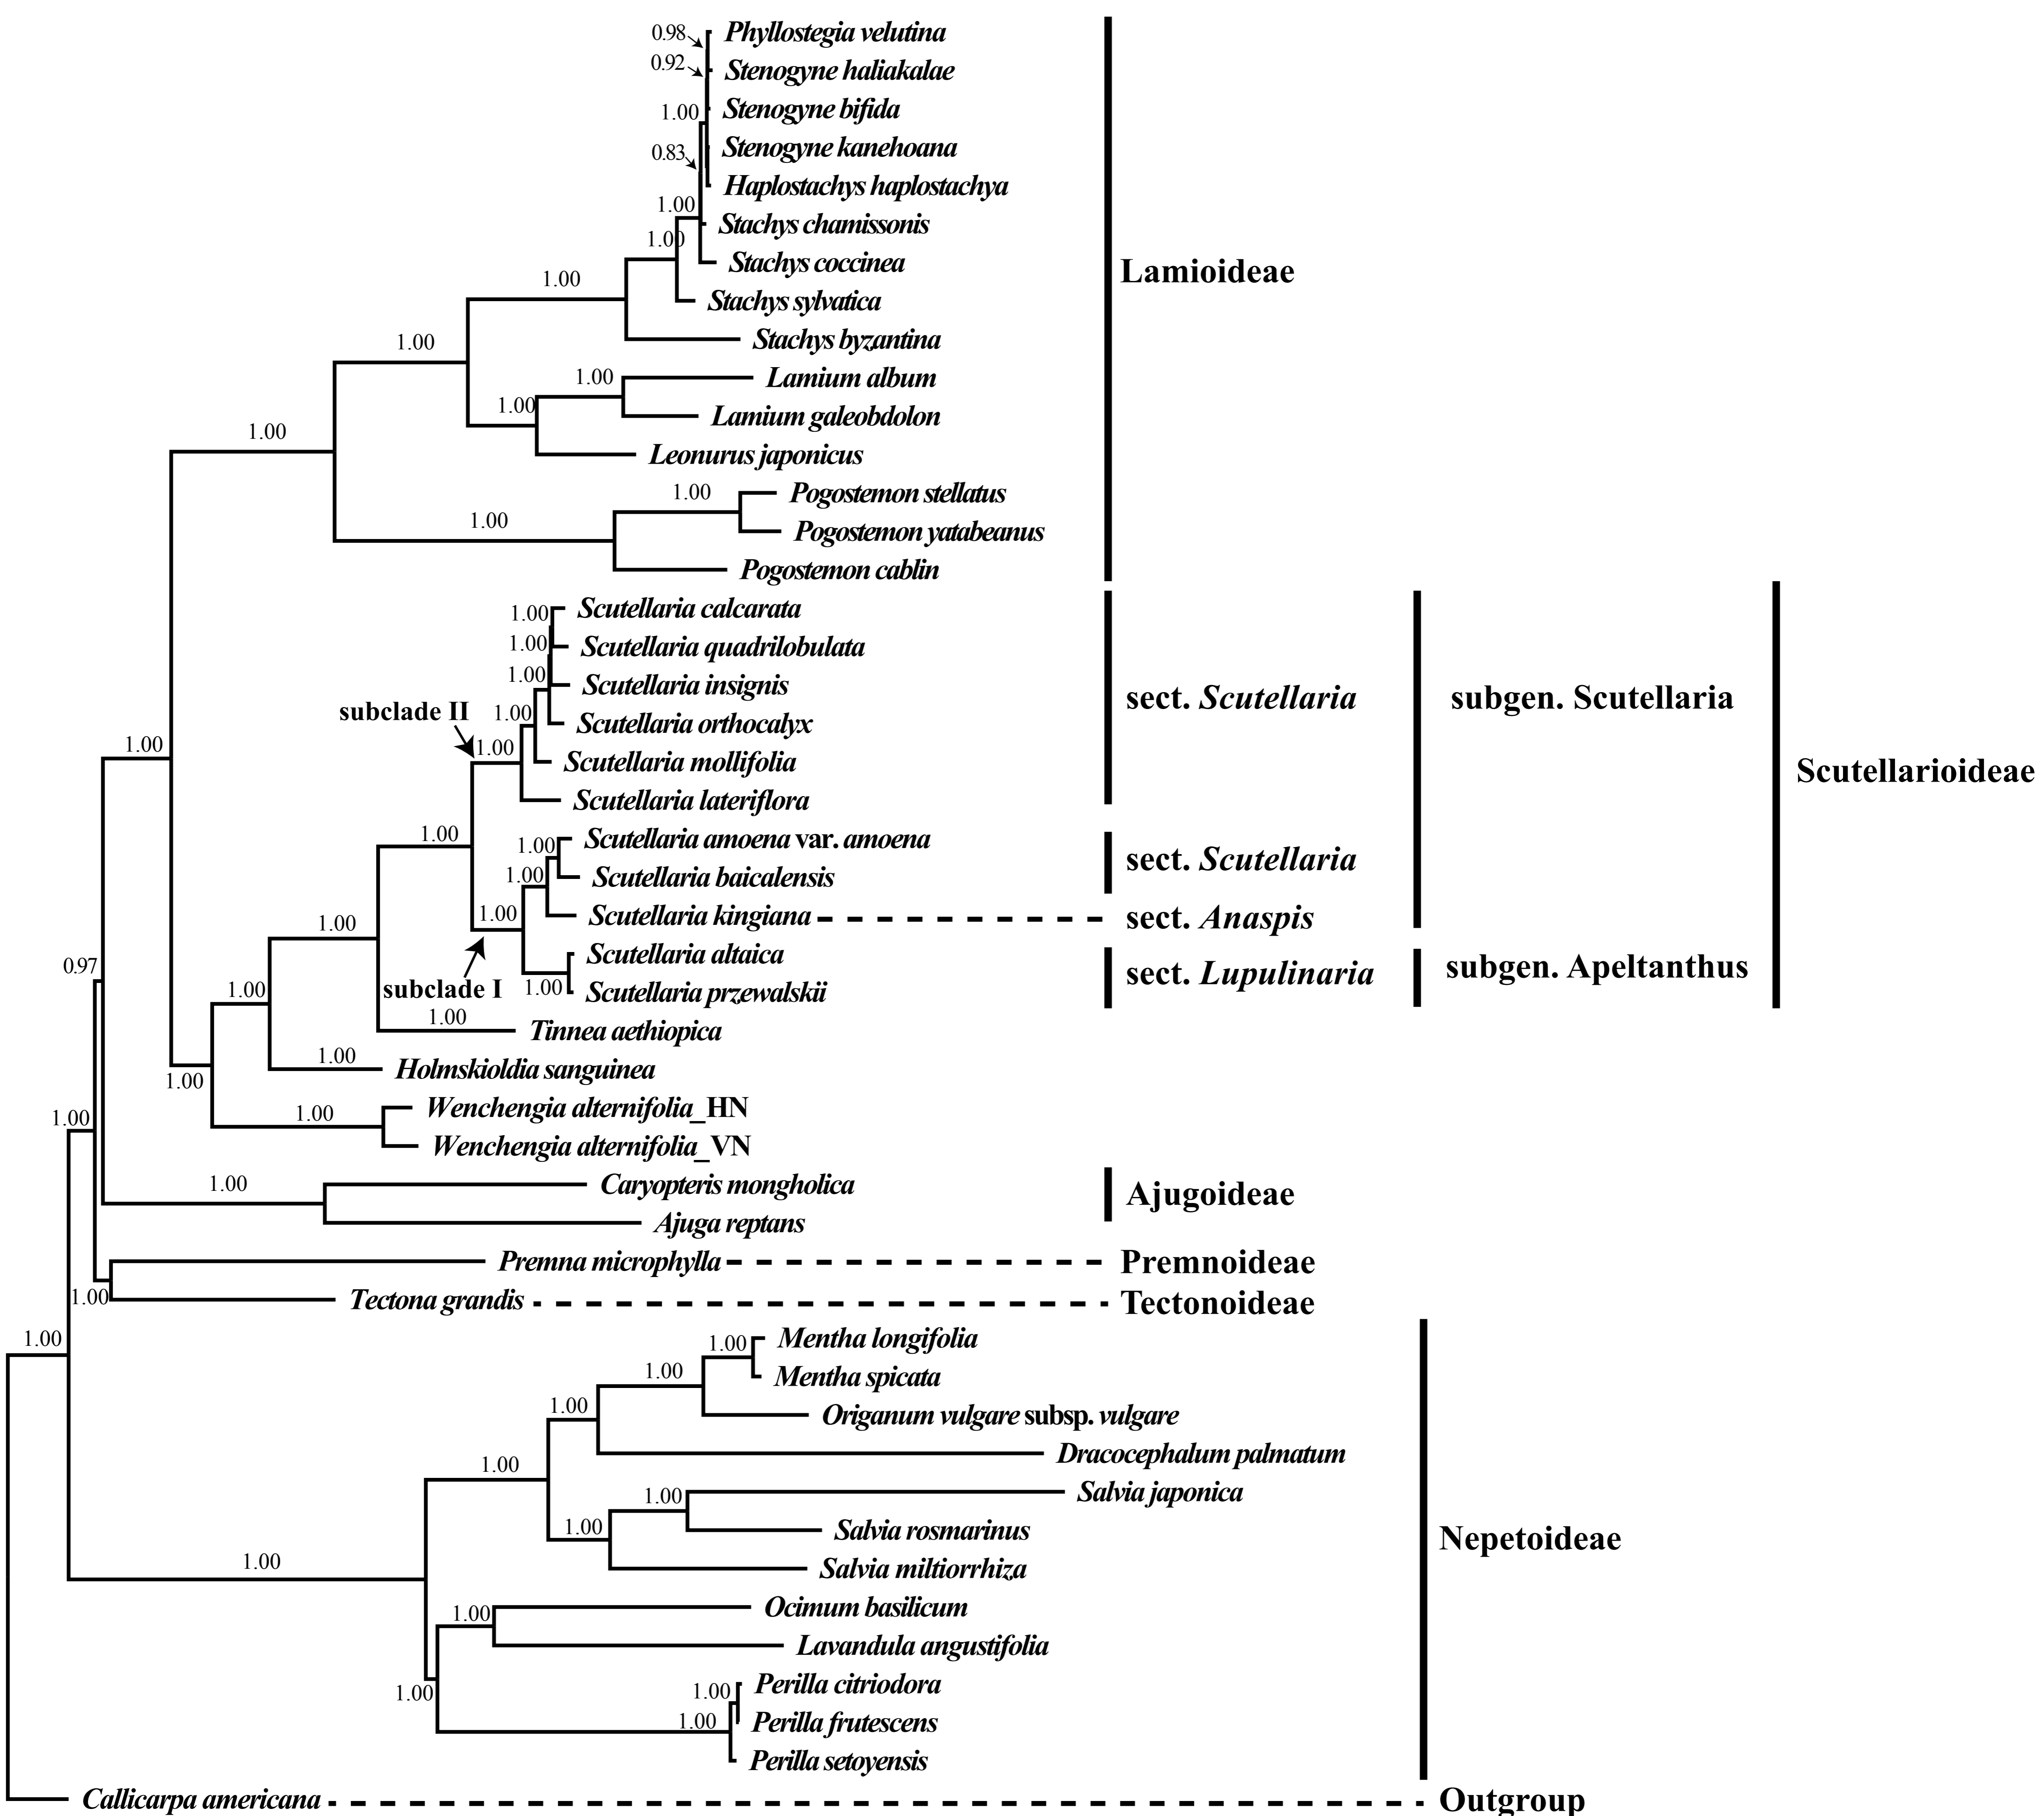 0.98
Phyllostegia velutina
0.92
Stenogyne haliakalae
1.00
Stenogyne bifida
0.83
Stenogyne kanehoana
Haplostachys haplostachya
1.00
Stachys chamissonis
1.00
Stachys coccinea
1.00
Stachys sylvatica
Lamioideae
1.00
Stachys byzantina
1.00
Lamium album
1.00
Lamium galeobdolon
1.00
Leonurus japonicus
1.00
Pogostemon stellatus
1.00
Pogostemon yatabeanus
Pogostemon cablin
1.00
Scutellaria calcarata
1.00
Scutellaria quadrilobulata
1.00
Scutellaria insignis
sect. Scutellaria
subgen. Scutellaria
subclade II
1.00
Scutellaria orthocalyx
1.00
1.00
Scutellaria mollifolia
Scutellarioideae
Scutellaria lateriflora
1.00
1.00
Scutellaria amoena var. amoena
sect. Scutellaria
1.00
Scutellaria baicalensis
1.00
1.00
Scutellaria kingiana
sect. Anaspis
0.97
Scutellaria altaica
sect. Lupulinaria
subgen. Apeltanthus
1.00
subclade I
1.00
Scutellaria przewalskii
1.00
Tinnea aethiopica
1.00
Holmskioldia sanguinea
1.00
1.00
Wenchengia alternifolia_HN
1.00
Wenchengia alternifolia_VN
1.00
Caryopteris mongholica
Ajugoideae
Ajuga reptans
Premna microphylla
Premnoideae
1.00
Tectona grandis
Tectonoideae
1.00
1.00
Mentha longifolia
1.00
Mentha spicata
1.00
Origanum vulgare subsp. vulgare
Dracocephalum palmatum
1.00
1.00
Salvia japonica
1.00
Salvia rosmarinus
Nepetoideae
1.00
Salvia miltiorrhiza
1.00
Ocimum basilicum
Lavandula angustifolia
1.00
1.00
Perilla citriodora
1.00
Perilla frutescens
Perilla setoyensis
Callicarpa americana
Outgroup